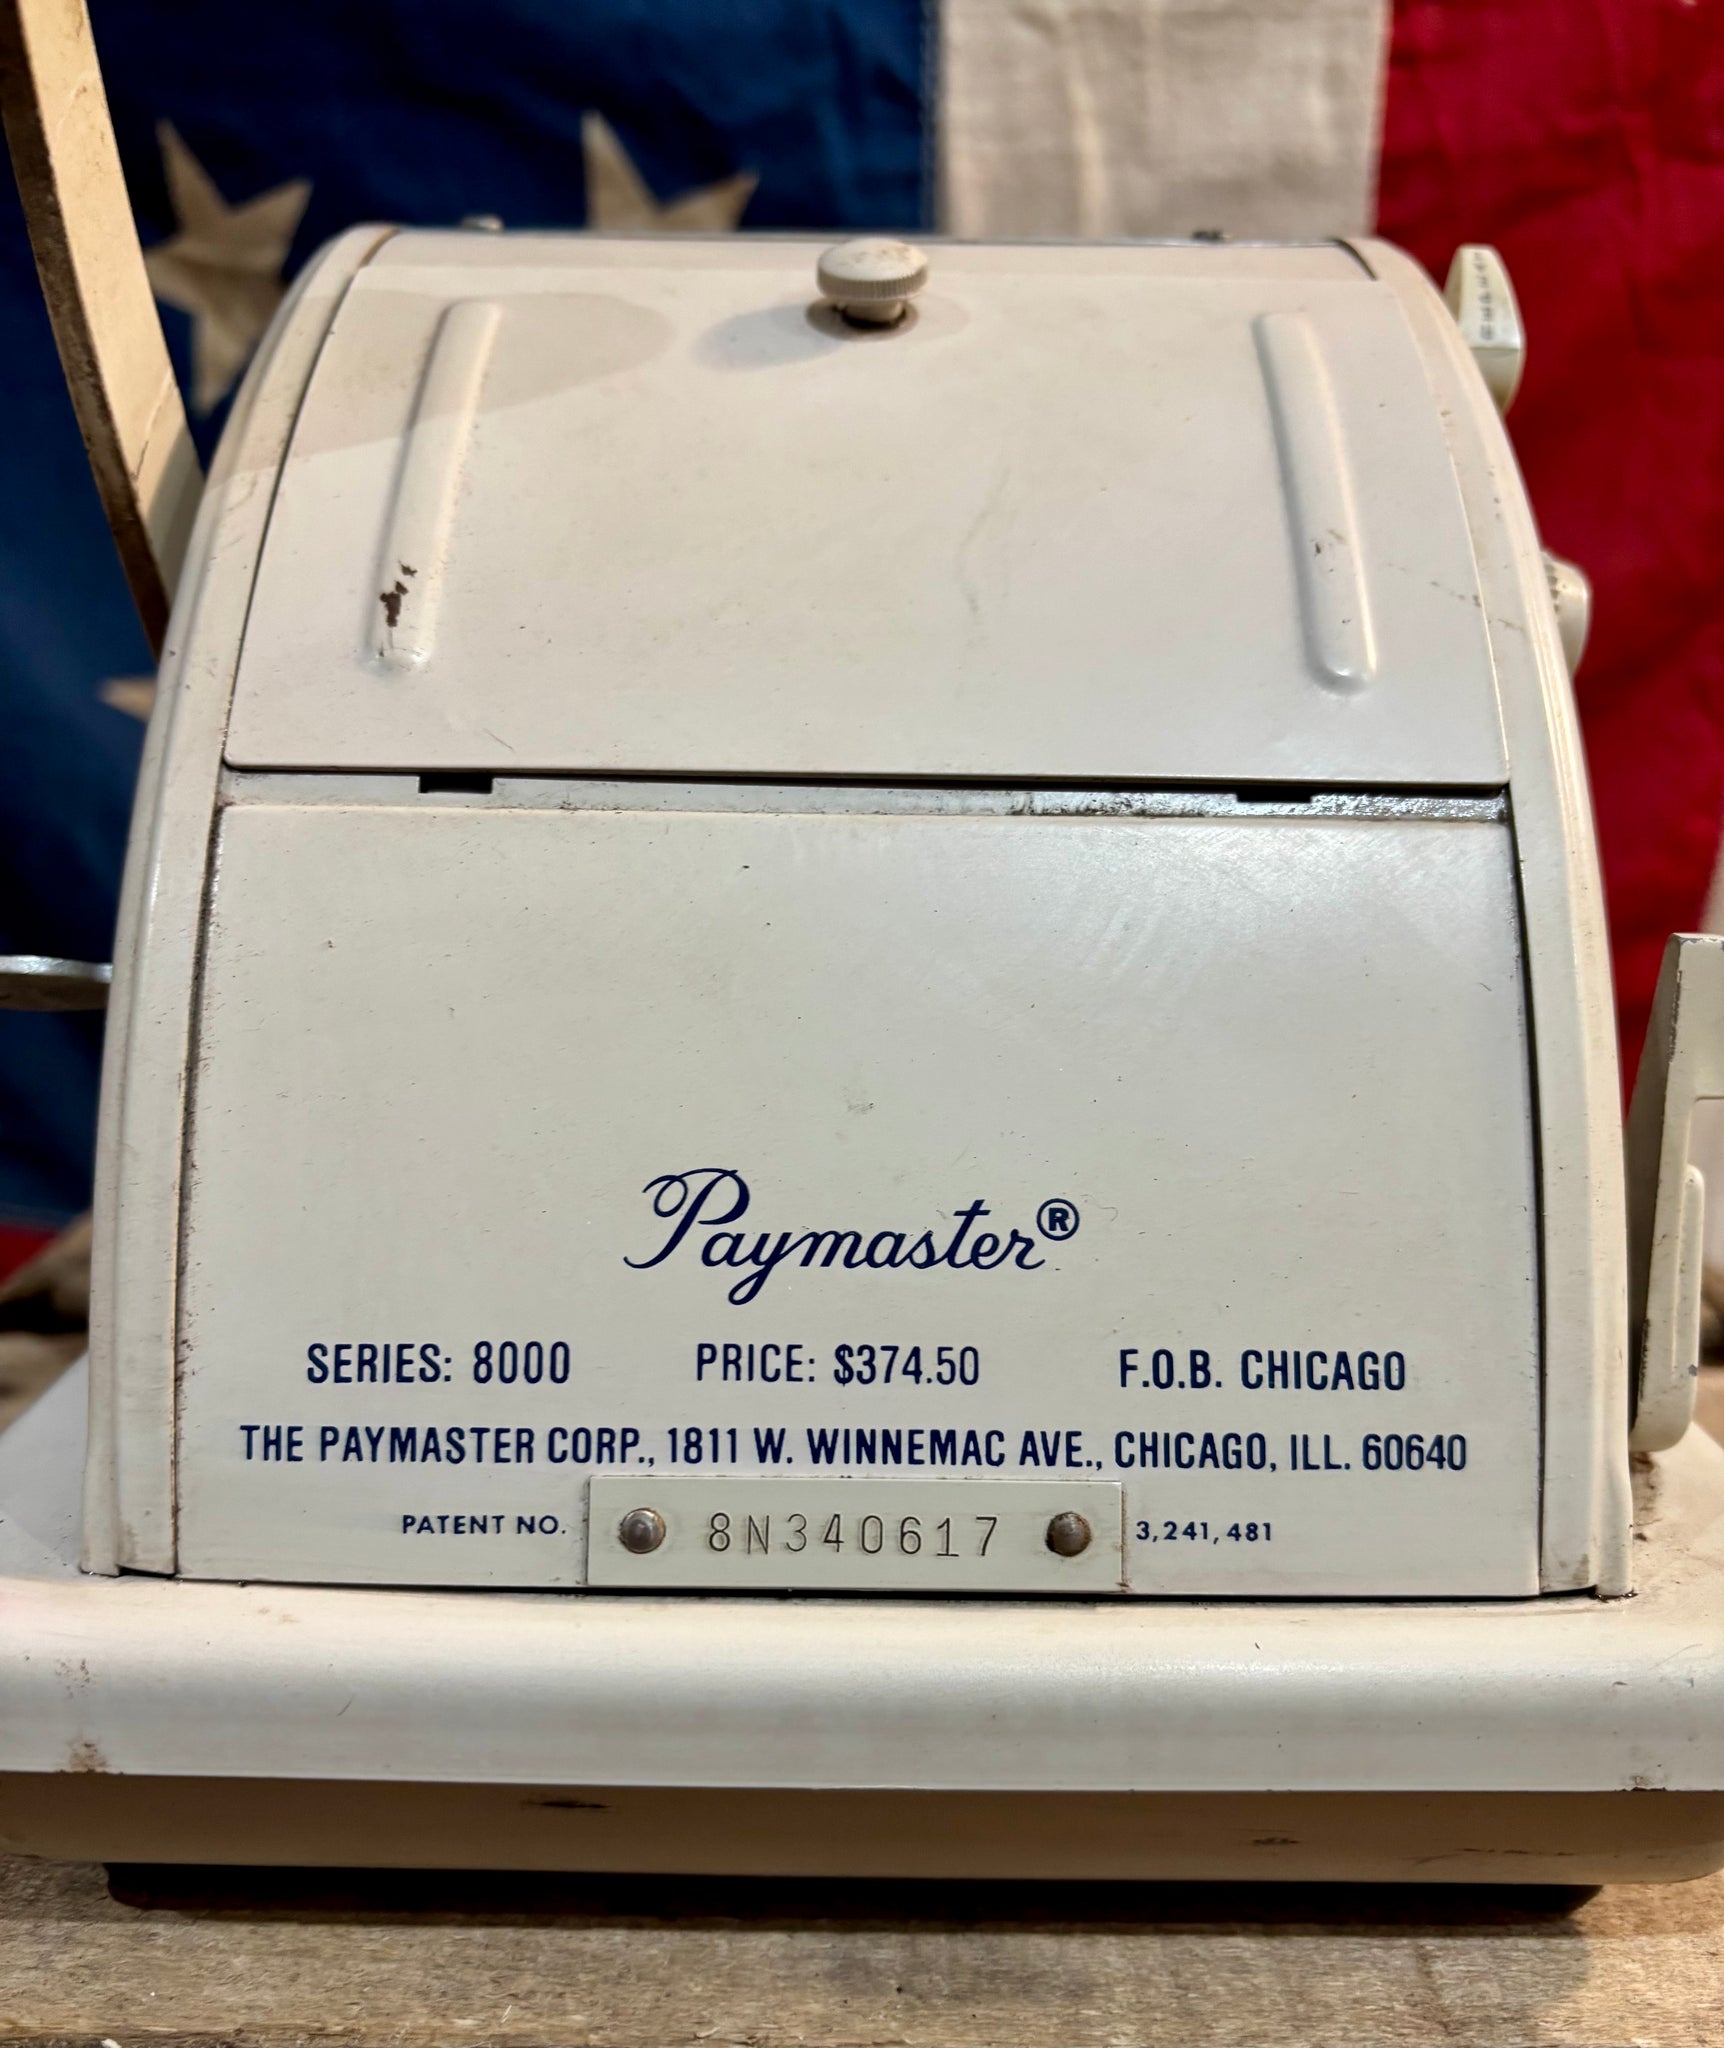 Paymaster®
SERIES: 8000 PRICE: $374.50 F.O.B. CHICAGO
THE PAYMASTER CORP., 1811 W. WINNEMAC AVE., CHICAGO, ILL. 60640
PATENT NO. 8N340617 3,241,481